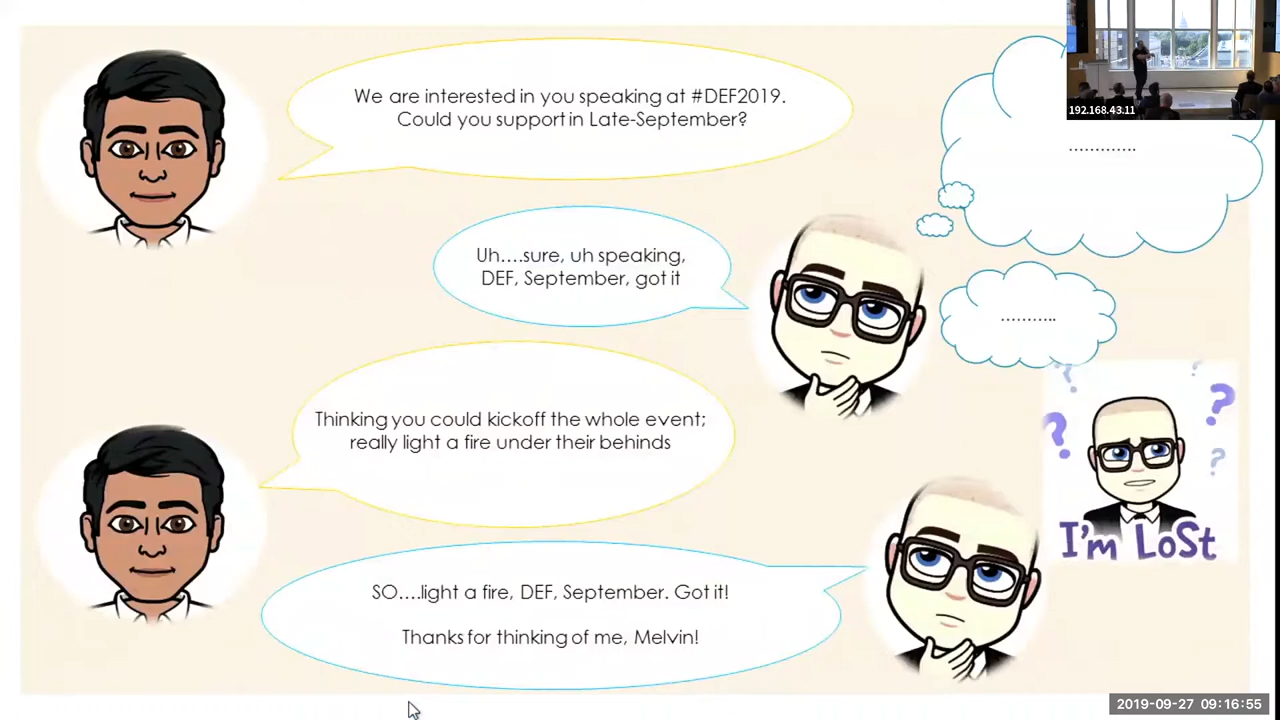 We are interested in you speaking at #DEF2019.
Could you support in Late-September?
192.168.43.11
………….
Uh….sure, uh speaking,
DEF, September, got it
………..
Thinking you could kickoff the whole event;
really light a fire under their behinds
? ? ? ?
I'm LoSt
SO….light a fire, DEF, September. Got it!
Thanks for thinking of me, Melvin!
2019-09-27 09:16:55